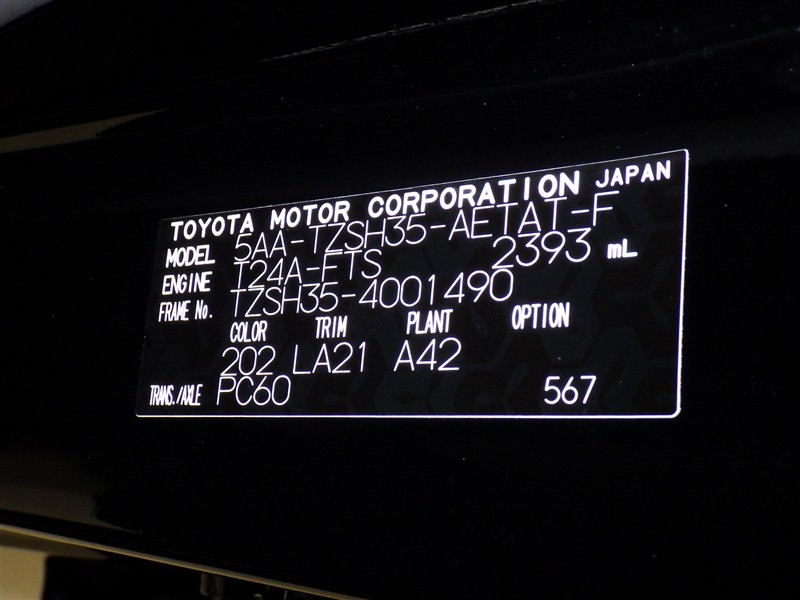 TOYOTA MOTOR CORPORATION JAPAN
MODEL 5AA-TZSH35-AETAT-F
ENGINE T24A-FTS 2393 mL
FRAME No. TZSH35-4001490
COLOR TRIM PLANT OPTION
202 LA21 A42
TRANS./AXLE PC60 567